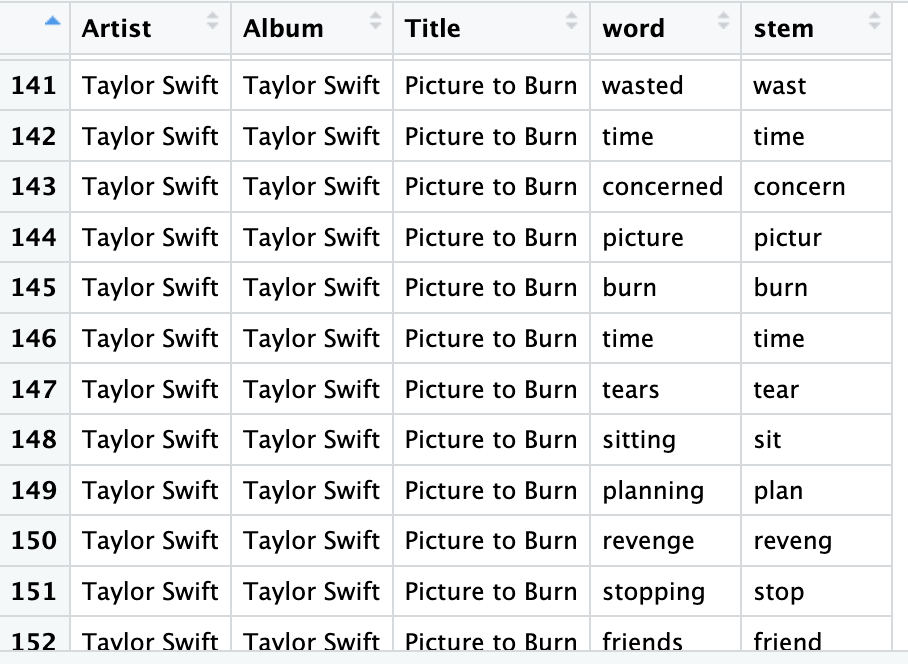 Artist Album Title word stem
141 Taylor Swift Taylor Swift Picture to Burn wasted wast
142 Taylor Swift Taylor Swift Picture to Burn time time
143 Taylor Swift Taylor Swift Picture to Burn concerned concern
144 Taylor Swift Taylor Swift Picture to Burn picture pictur
145 Taylor Swift Taylor Swift Picture to Burn burn burn
146 Taylor Swift Taylor Swift Picture to Burn time time
147 Taylor Swift Taylor Swift Picture to Burn tears tear
148 Taylor Swift Taylor Swift Picture to Burn sitting sit
149 Taylor Swift Taylor Swift Picture to Burn planning plan
150 Taylor Swift Taylor Swift Picture to Burn revenge reveng
151 Taylor Swift Taylor Swift Picture to Burn stopping stop
152 Taylor Swift Taylor Swift Picture to Burn friends friend